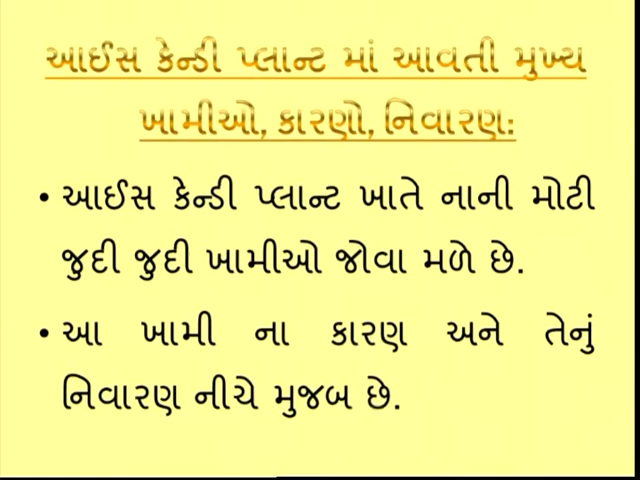 આઈસ કેન્ડી પ્લાન્ટ માં આવતી મુખ્ય
ખામીઓ, કારણો, નિવારણ:
• આઈસ કેન્ડી પ્લાન્ટ ખાતે નાની મોટી
જુદી જુદી ખામીઓ જોવા મળે છે.
• આ ખામી ના કારણ અને તેનું
નિવારણ નીચે મુજબ છે.